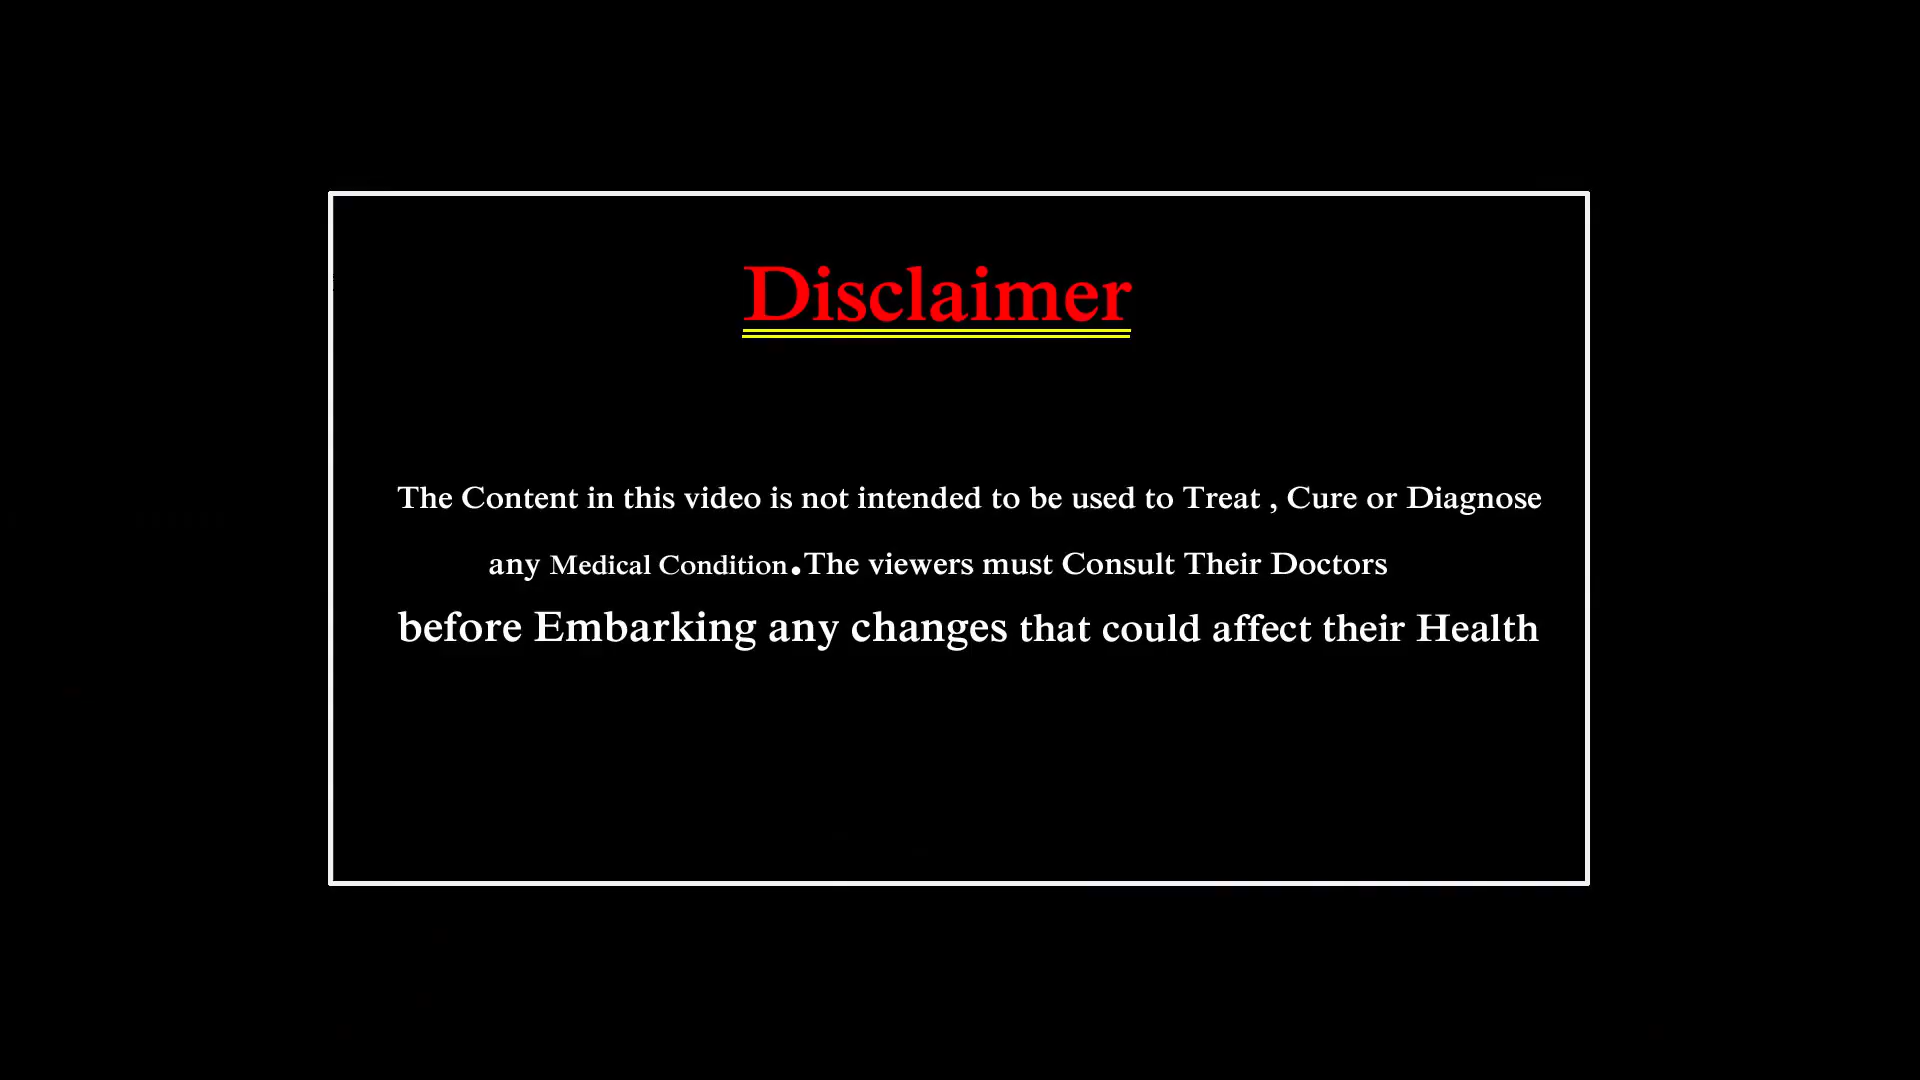 Disclaimer
The Content in this video is not intended to be used to Treat , Cure or Diagnose
any Medical Condition.The viewers must Consult Their Doctors
before Embarking any changes that could affect their Health